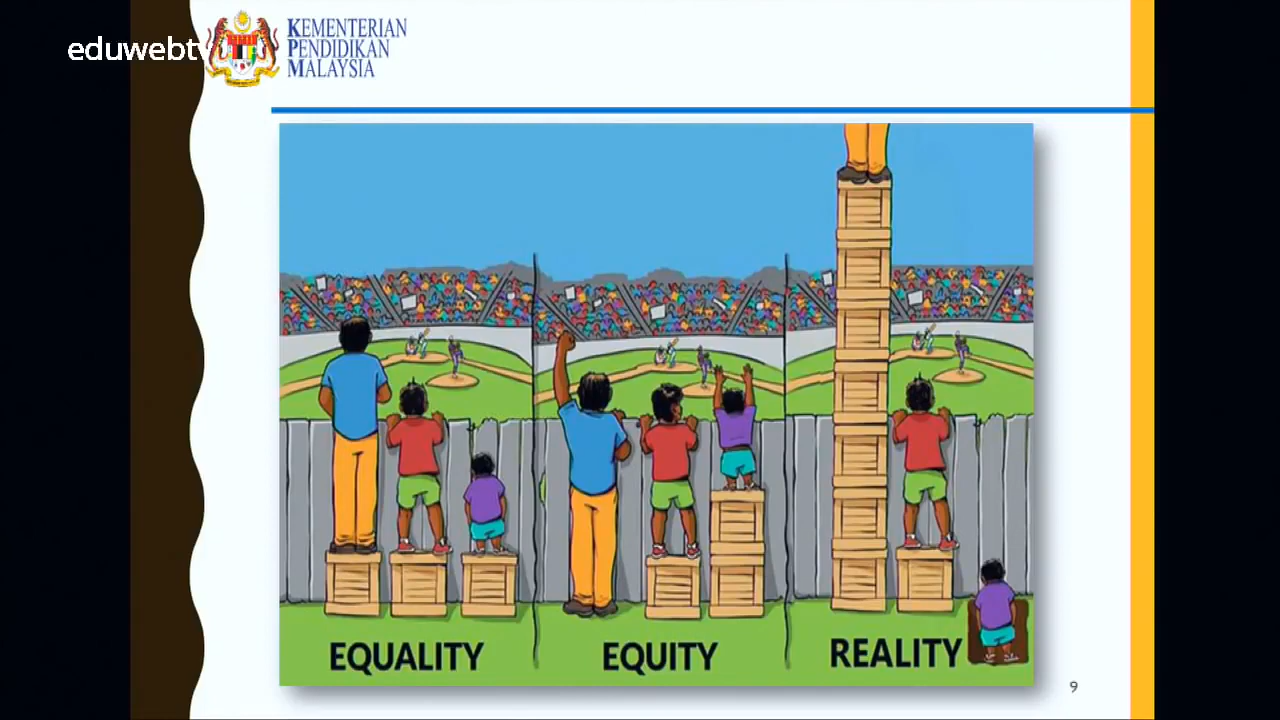 eduwebtv
KEMENTERIAN
PENDIDIKAN
MALAYSIA
EQUALITY
EQUITY
REALITY
9